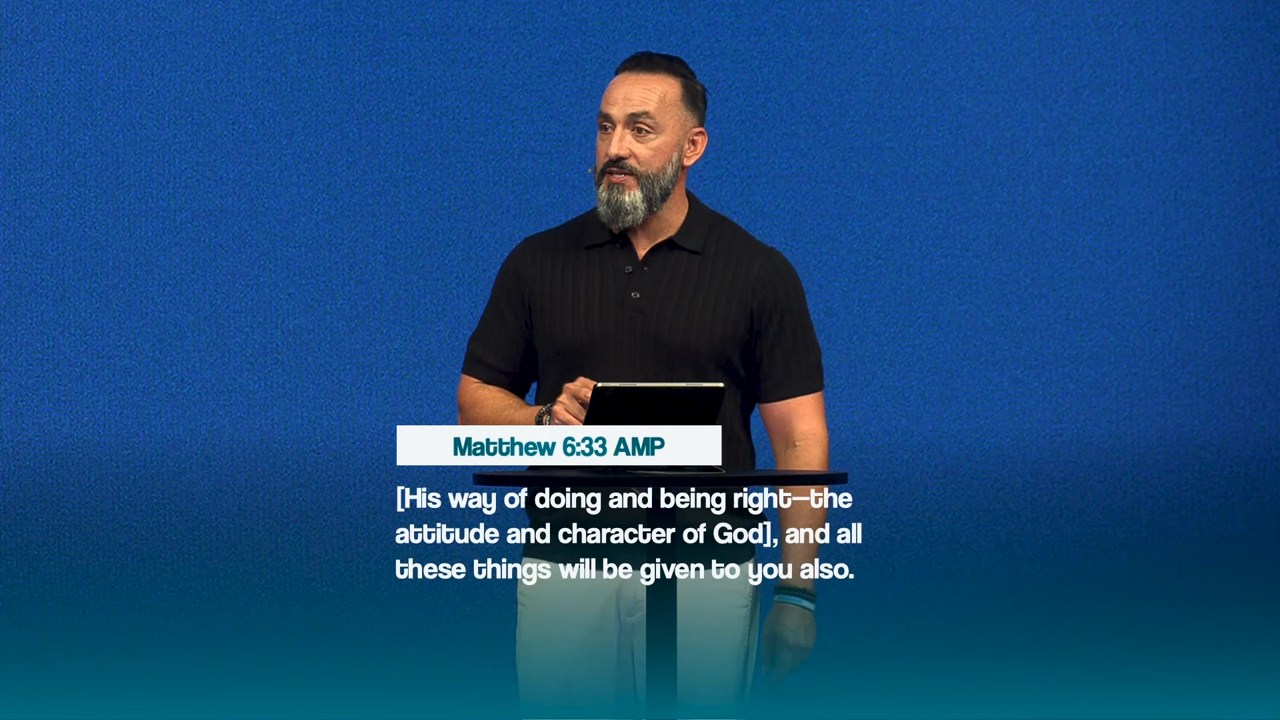 Matthew 6:33 AMP
[His way of doing and being right—the
attitude and character of God], and all
these things will be given to you also.